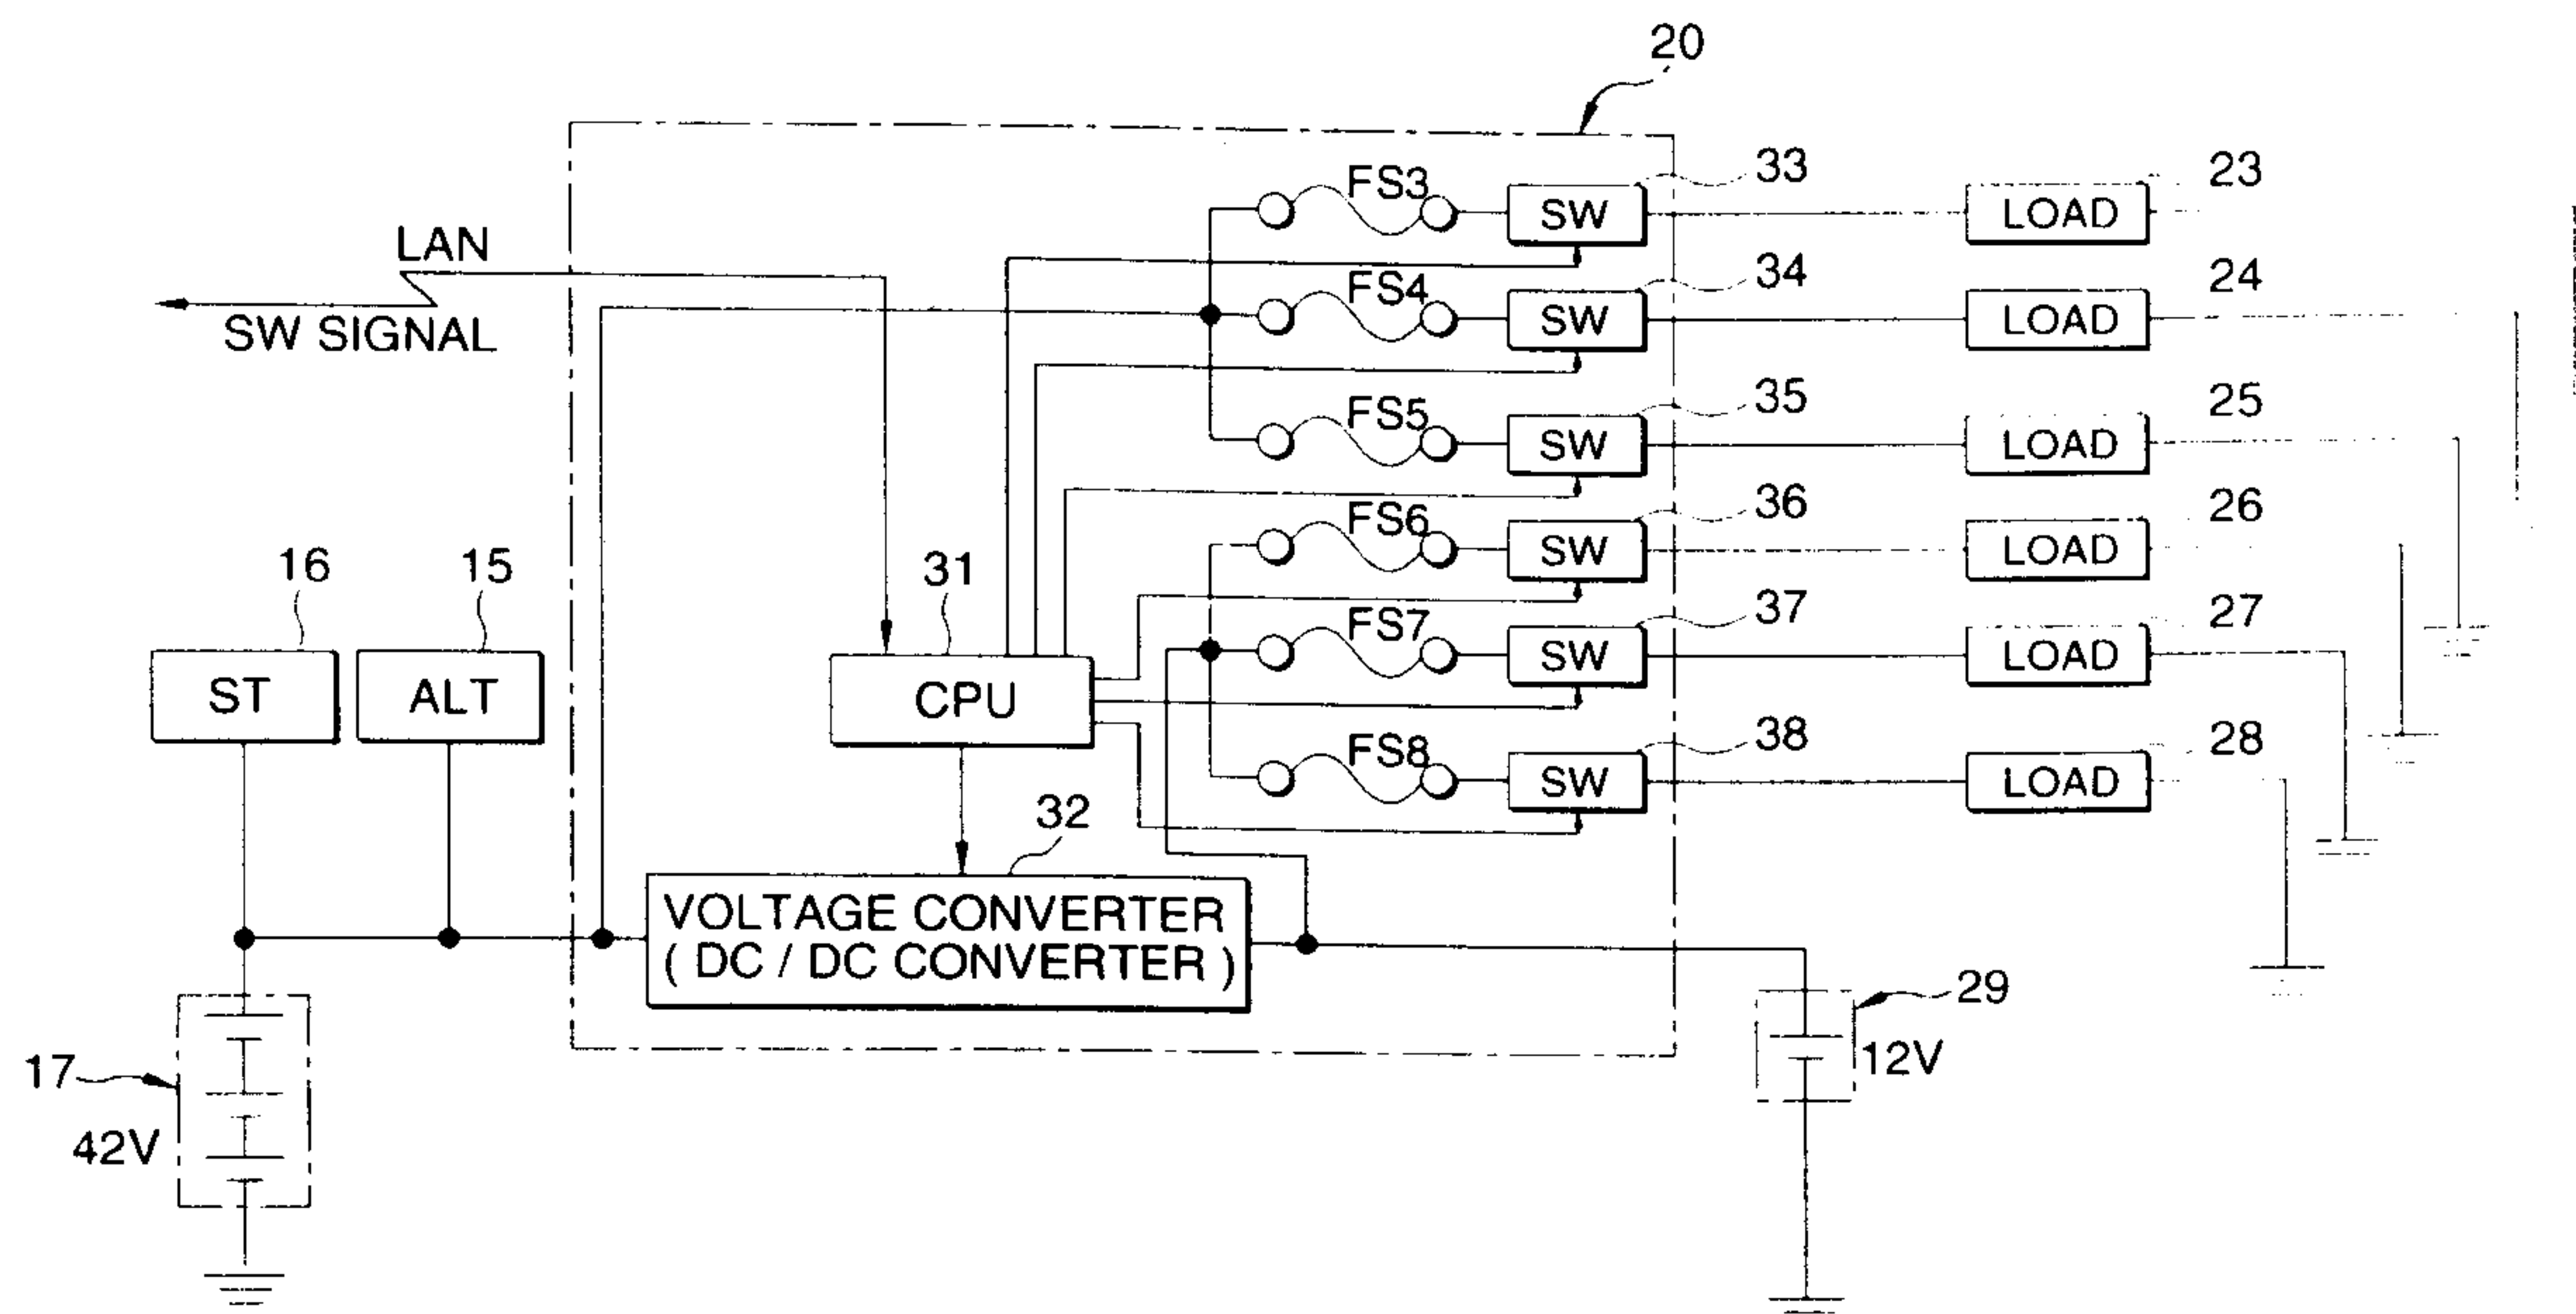 20
FS3
SW
33
LOAD
23
LAN
SW SIGNAL
FS4
SW
34
LOAD
24
FS5
SW
35
LOAD
25
FS6
SW
36
LOAD
26
16
ST
15
ALT
31
CPU
FS7
SW
37
LOAD
27
FS8
SW
38
LOAD
28
32
VOLTAGE CONVERTER
( DC / DC CONVERTER )
29
12V
17
42V